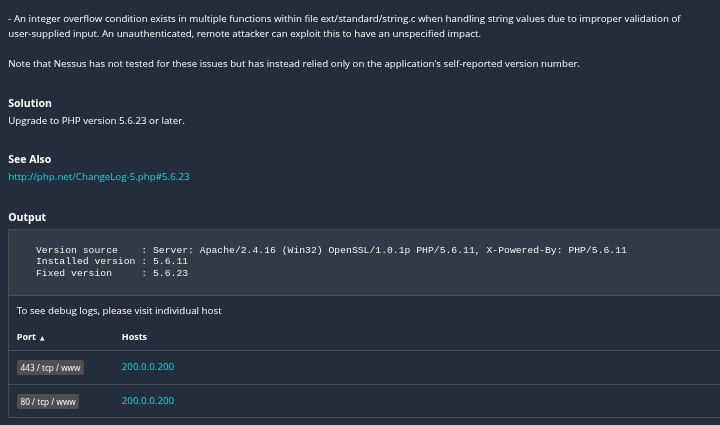 - An integer overflow condition exists in multiple functions within file ext/standard/string.c when handling string values due to improper validation of
user-supplied input. An unauthenticated, remote attacker can exploit this to have an unspecified impact.
Note that Nessus has not tested for these issues but has instead relied only on the application's self-reported version number.
Solution
Upgrade to PHP version 5.6.23 or later.
See Also
http://php.net/ChangeLog-5.php#5.6.23
Output
Version source    : Server: Apache/2.4.16 (Win32) OpenSSL/1.0.1p PHP/5.6.11, X-Powered-By: PHP/5.6.11
Installed version : 5.6.11
Fixed version     : 5.6.23
To see debug logs, please visit individual host
Port ▲ Hosts
443 / tcp / www 200.0.0.200
80 / tcp / www 200.0.0.200